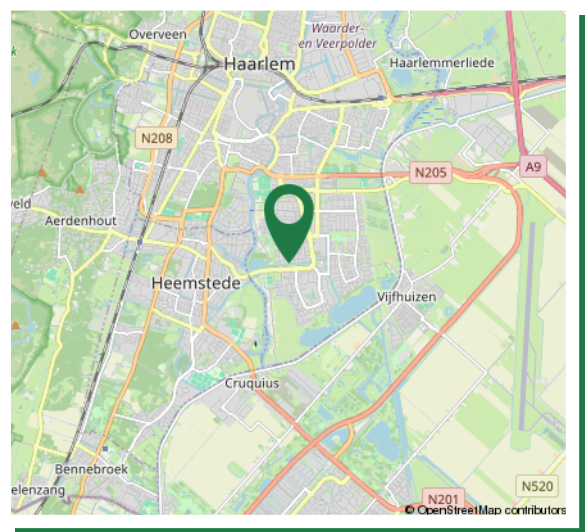 Overveen
Waarder-
en Veerpolder
Haarlem
Haarlemmerliede
N208
N205
A9
eld
Aerdenhout
Heemstede
Vijfhuizen
Cruquius
Bennebroek
elenzang
N201
N520
© OpenStreetMap contributors